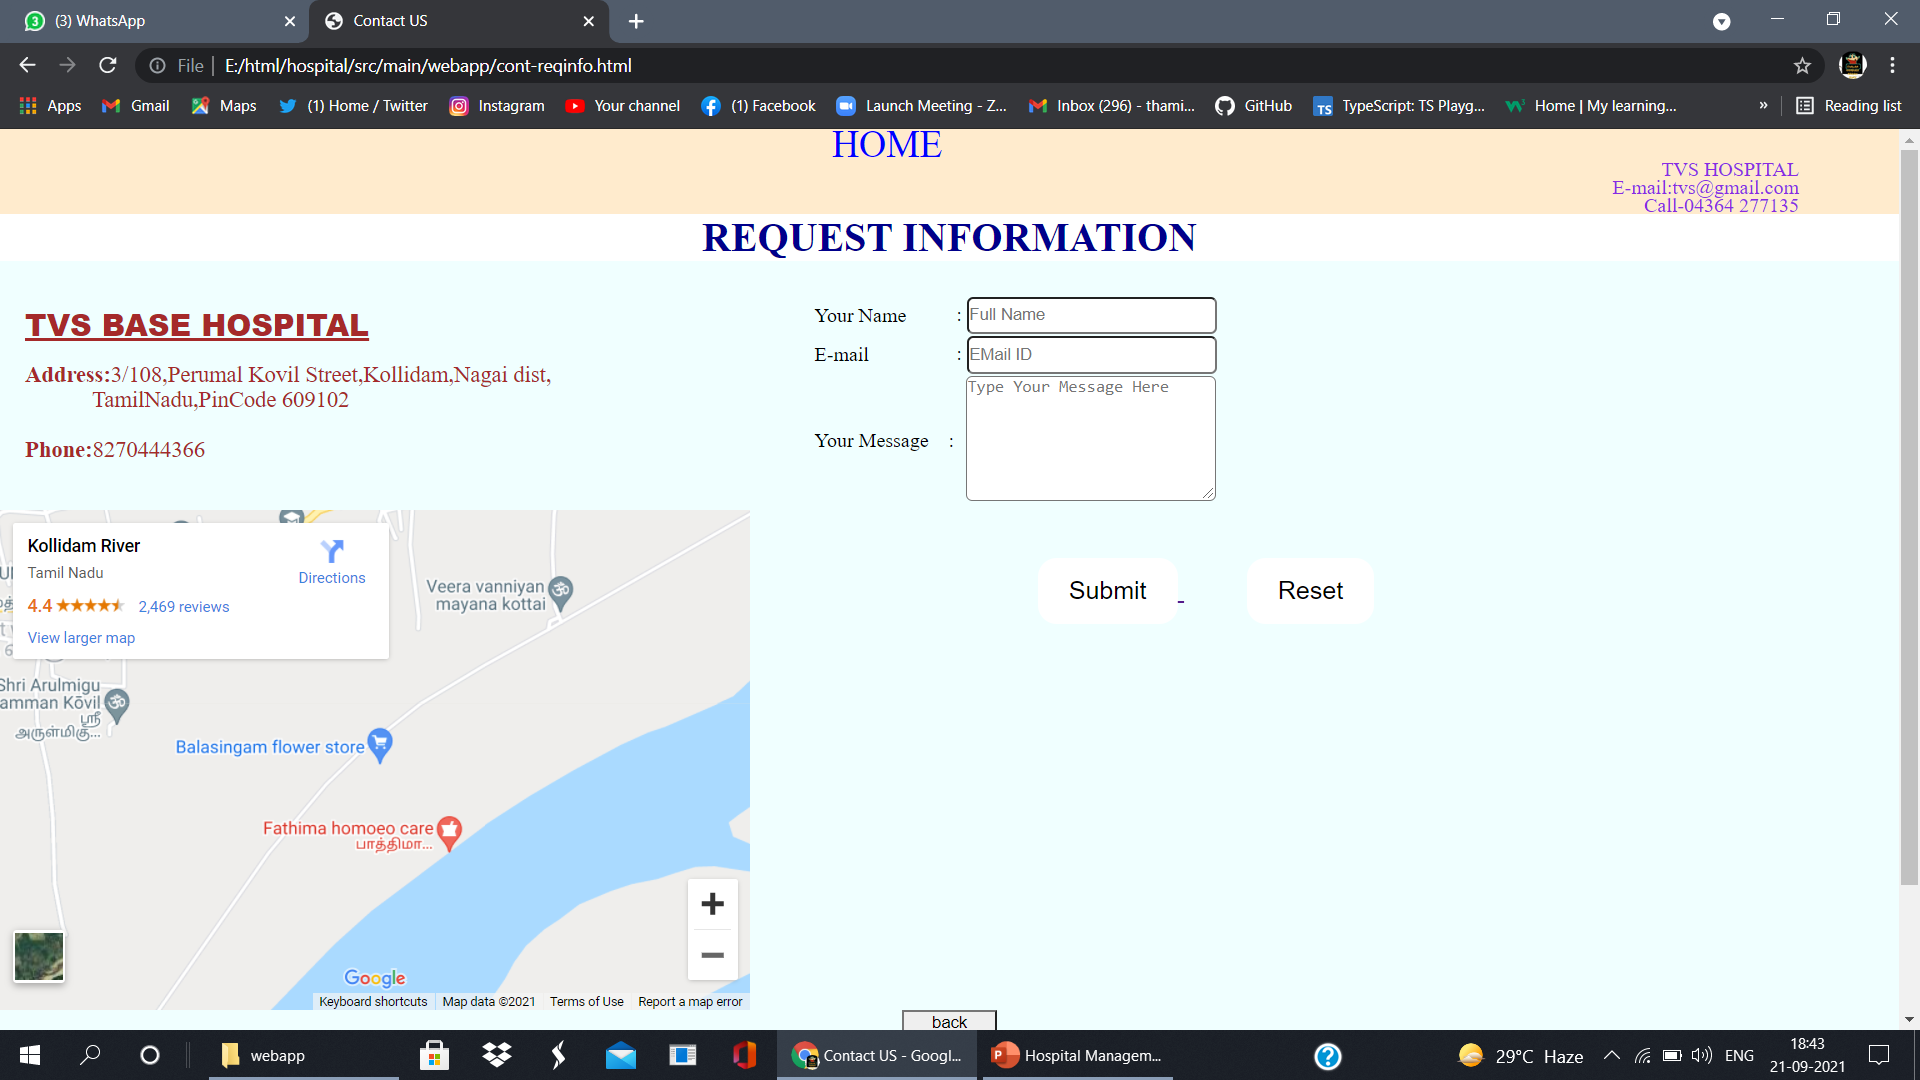 (3) WhatsApp
Contact US
File
E:/html/hospital/src/main/webapp/cont-reqinfo.html
Apps
Gmail
Maps
(1) Home / Twitter
Instagram
Your channel
(1) Facebook
Launch Meeting - Z...
Inbox (296) - thami...
GitHub
TypeScript: TS Playg...
Home | My learning...
»
Reading list
HOME
TVS HOSPITAL
E-mail:tvs@gmail.com
Call-04364 277135
REQUEST INFORMATION
TVS BASE HOSPITAL
Address:3/108,Perumal Kovil Street,Kollidam,Nagai dist,
TamilNadu,PinCode 609102
Phone:8270444366
Your Name : Full Name
E-mail : EMail ID
Your Message : Type Your Message Here
Submit
Reset
Kollidam River
Tamil Nadu
4.4
2,469 reviews
View larger map
Directions
Veera vanniyan
mayana kottai
Shri Arulmigu
amman Kōvil
ஸ்ரீ
அருள்மிகு...
Balasingam flower store
Fathima homoeo care
பாத்திமா...
Google
Keyboard shortcuts
Map data ©2021
Terms of Use
Report a map error
back
webapp
Contact US - Googl...
Hospital Managem...
29°C Haze
ENG
18:43
21-09-2021